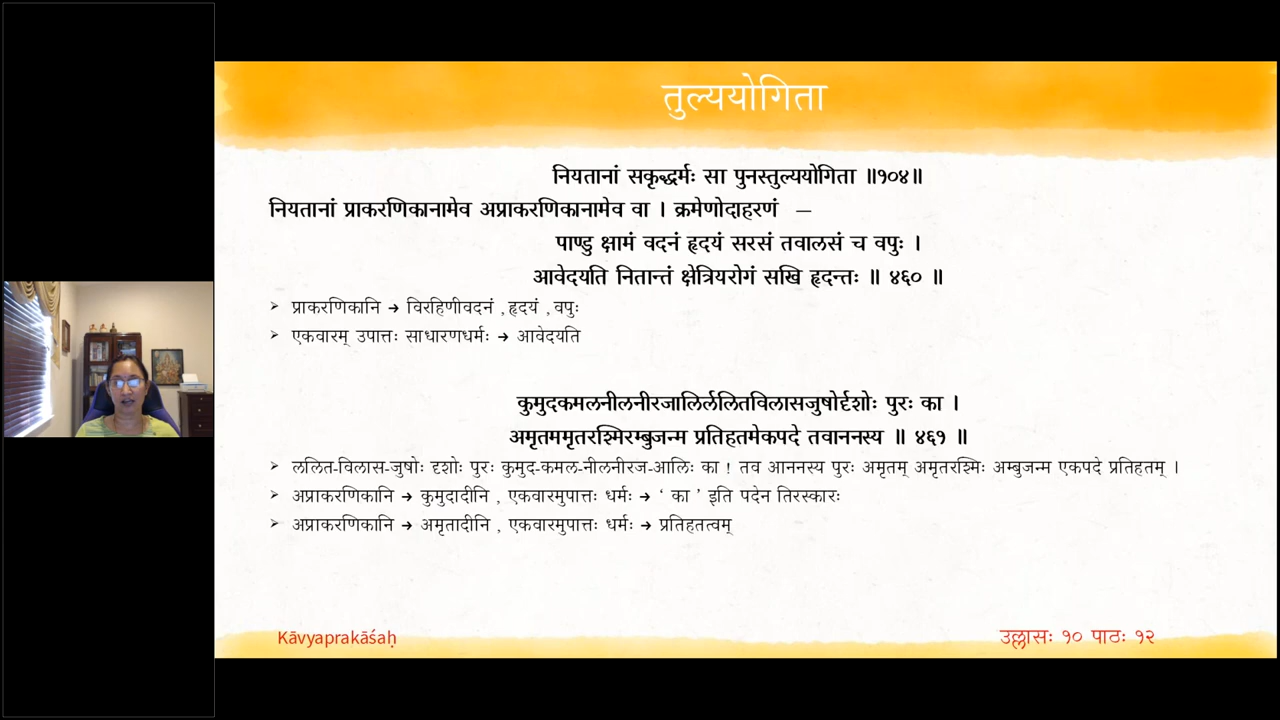 तुल्ययोगिता
नियतानां सकृद्धर्मः सा पुनस्तुल्ययोगिता ॥१०४॥
नियतानां प्राकरणिकानामेव अप्राकरणिकानामेव वा । क्रमेणोदाहरणं –
पाण्डु क्षामं वदनं हृदयं सरसं तवालसं च वपुः ।
आवेदयति नितान्तं क्षेत्रियरोगं सखि हृदन्तः ॥ ४६० ॥
➢ प्राकरणिकानि → विरहिणीवदनं , हृदयं , वपुः
➢ एकवारम् उपात्तः साधारणधर्मः → आवेदयति
कुमुदकमलनीलनीरजालिर्ललितविलासजुषोर्दृशोः पुरः का ।
अमृतममृतरश्मिरम्बुजन्म प्रतिहतमेकपदे तवाननस्य ॥ ४६१ ॥
➢ ललित-विलास-जुषोः दृशोः पुरः कुमुद-कमल-नीलनीरज-आलिः का ! तव आननस्य पुरः अमृतम् अमृतरश्मिः अम्बुजन्म एकपदे प्रतिहतम् ।
➢ अप्राकरणिकानि → कुमुदादीनि , एकवारमुपात्तः धर्मः → ‘ का ’ इति पदेन तिरस्कारः
➢ अप्राकरणिकानि → अमृतादीनि , एकवारमुपात्तः धर्मः → प्रतिहतत्वम्
Kāvyaprakāśaḥ
उल्लासः १० पाठः १२